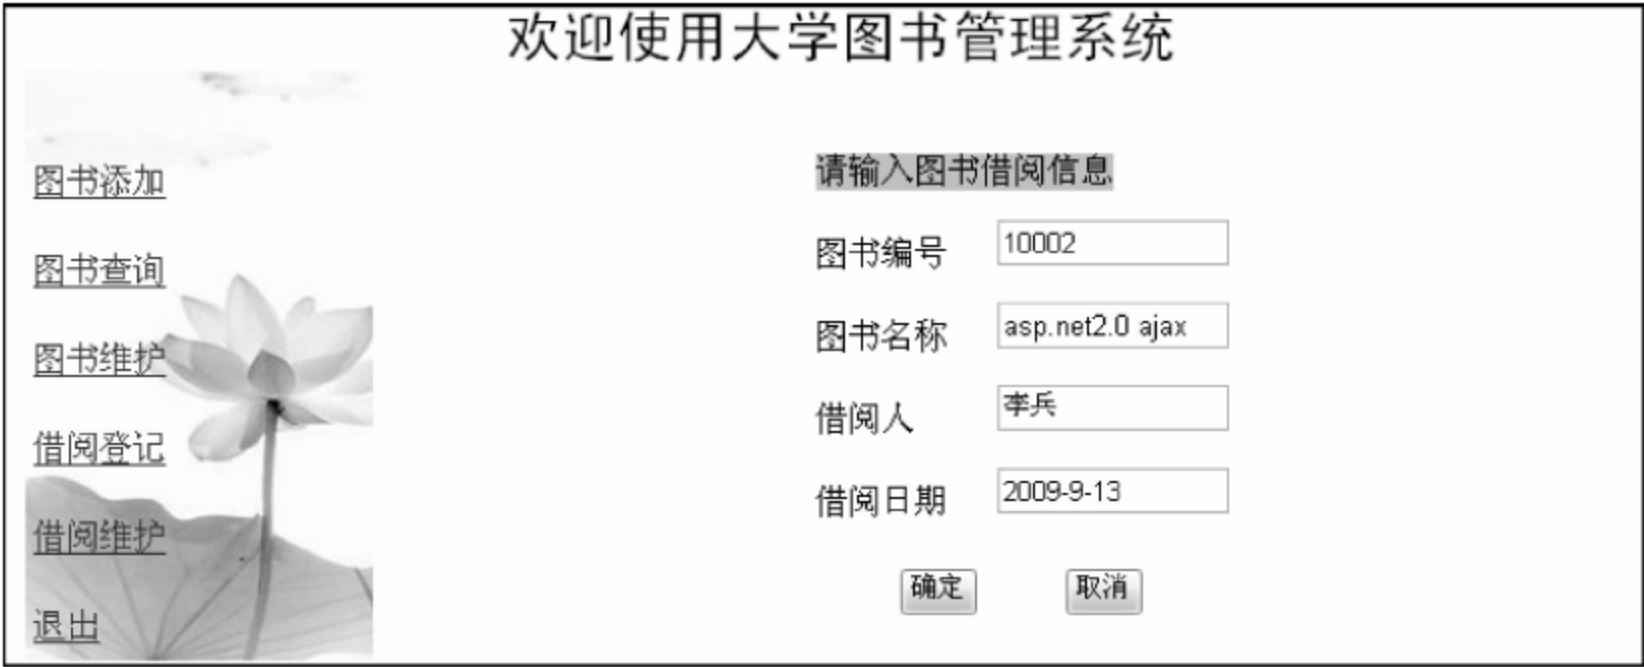 欢迎使用大学图书管理系统
图书添加
图书查询
图书维护
借阅登记
借阅维护
退出
请输入图书借阅信息
图书编号 10002
图书名称 asp.net2.0 ajax
借阅人 李兵
借阅日期 2009-9-13
确定 取消